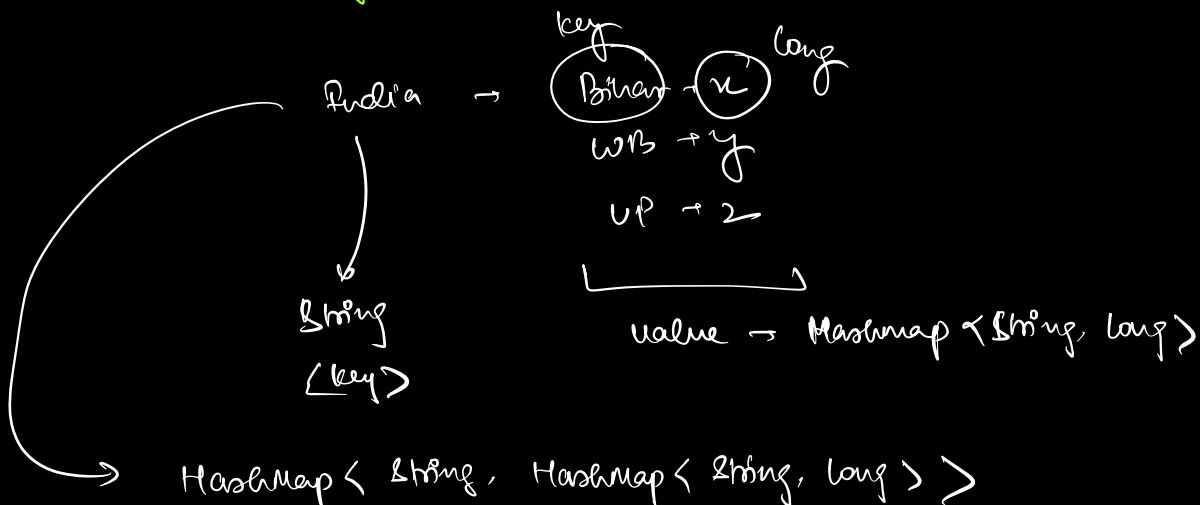 key long
India → Bihar → x
WB → y
UP → z
String
<key>
value → Hashmap <String, long>
HashMap < String, HashMap < String, long > >